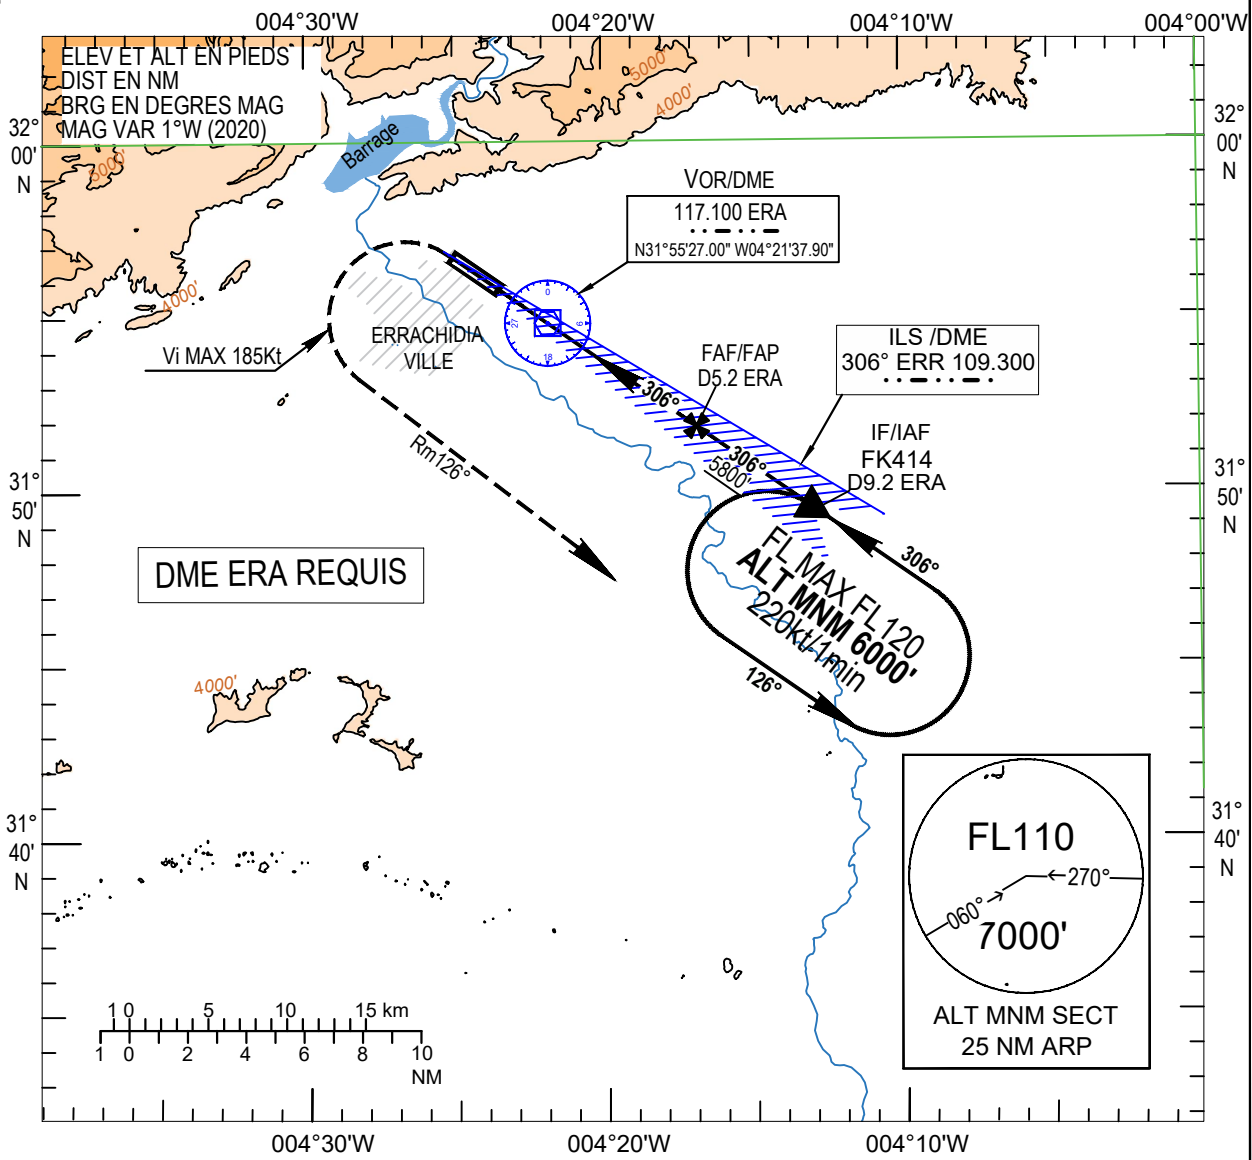 004°30'W 004°20'W 004°10'W 004°00'W
ELEV ET ALT EN PIEDS
DIST EN NM
BRG EN DEGRES MAG
MAG VAR 1°W (2020)
5000'
4000'
32°
00'
N
32°
00'
N
5000'
Barrage
VOR/DME
117.100 ERA
N31°55'27.00" W04°21'37.90"
4000'
0
27
6
18
ERRACHIDIA
VILLE
Vi MAX 185Kt
ILS /DME
306° ERR 109.300
FAF/FAP
D5.2 ERA
306°
IF/IAF
FK414
D9.2 ERA
306°
5800'
Rm126°
31°
50'
N
31°
50'
N
DME ERA REQUIS
306°
FL MAX FL120
ALT MNM 6000'
220kt/1min
126°
4000'
31°
40'
N
31°
40'
N
FL110
270°
060°
7000'
ALT MNM SECT
25 NM ARP
1 0 5 10 15 km
1 0 2 4 6 8 10
NM
004°30'W 004°20'W 004°10'W